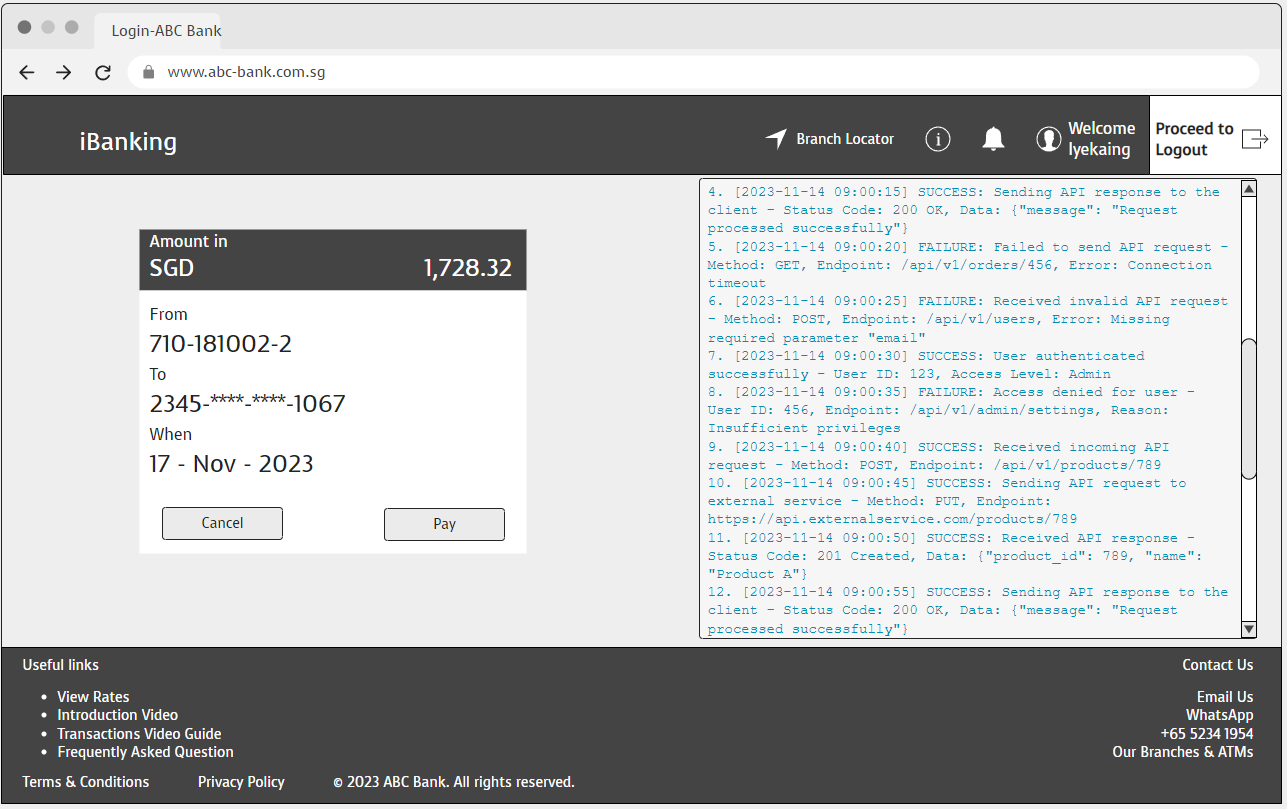 Login-ABC Bank
www.abc-bank.com.sg
iBanking
Branch Locator
i
Welcome
lyekaing
Proceed to
Logout
Amount in
SGD 1,728.32
From
710-181002-2
To
2345-****-****-1067
When
17 - Nov - 2023
Cancel
Pay
4. [2023-11-14 09:00:15] SUCCESS: Sending API response to the
client - Status Code: 200 OK, Data: {"message": "Request
processed successfully"}
5. [2023-11-14 09:00:20] FAILURE: Failed to send API request -
Method: GET, Endpoint: /api/v1/orders/456, Error: Connection
timeout
6. [2023-11-14 09:00:25] FAILURE: Received invalid API request
- Method: POST, Endpoint: /api/v1/users, Error: Missing
required parameter "email"
7. [2023-11-14 09:00:30] SUCCESS: User authenticated
successfully - User ID: 123, Access Level: Admin
8. [2023-11-14 09:00:35] FAILURE: Access denied for user -
User ID: 456, Endpoint: /api/v1/admin/settings, Reason:
Insufficient privileges
9. [2023-11-14 09:00:40] SUCCESS: Received incoming API
request - Method: POST, Endpoint: /api/v1/products/789
10. [2023-11-14 09:00:45] SUCCESS: Sending API request to
external service - Method: PUT, Endpoint:
https://api.externalservice.com/products/789
11. [2023-11-14 09:00:50] SUCCESS: Received API response -
Status Code: 201 Created, Data: {"product_id": 789, "name":
"Product A"}
12. [2023-11-14 09:00:55] SUCCESS: Sending API response to the
client - Status Code: 200 OK, Data: {"message": "Request
processed successfully"}
Useful links
• View Rates
• Introduction Video
• Transactions Video Guide
• Frequently Asked Question
Terms & Conditions
Privacy Policy
© 2023 ABC Bank. All rights reserved.
Contact Us
Email Us
WhatsApp
+65 5234 1954
Our Branches & ATMs